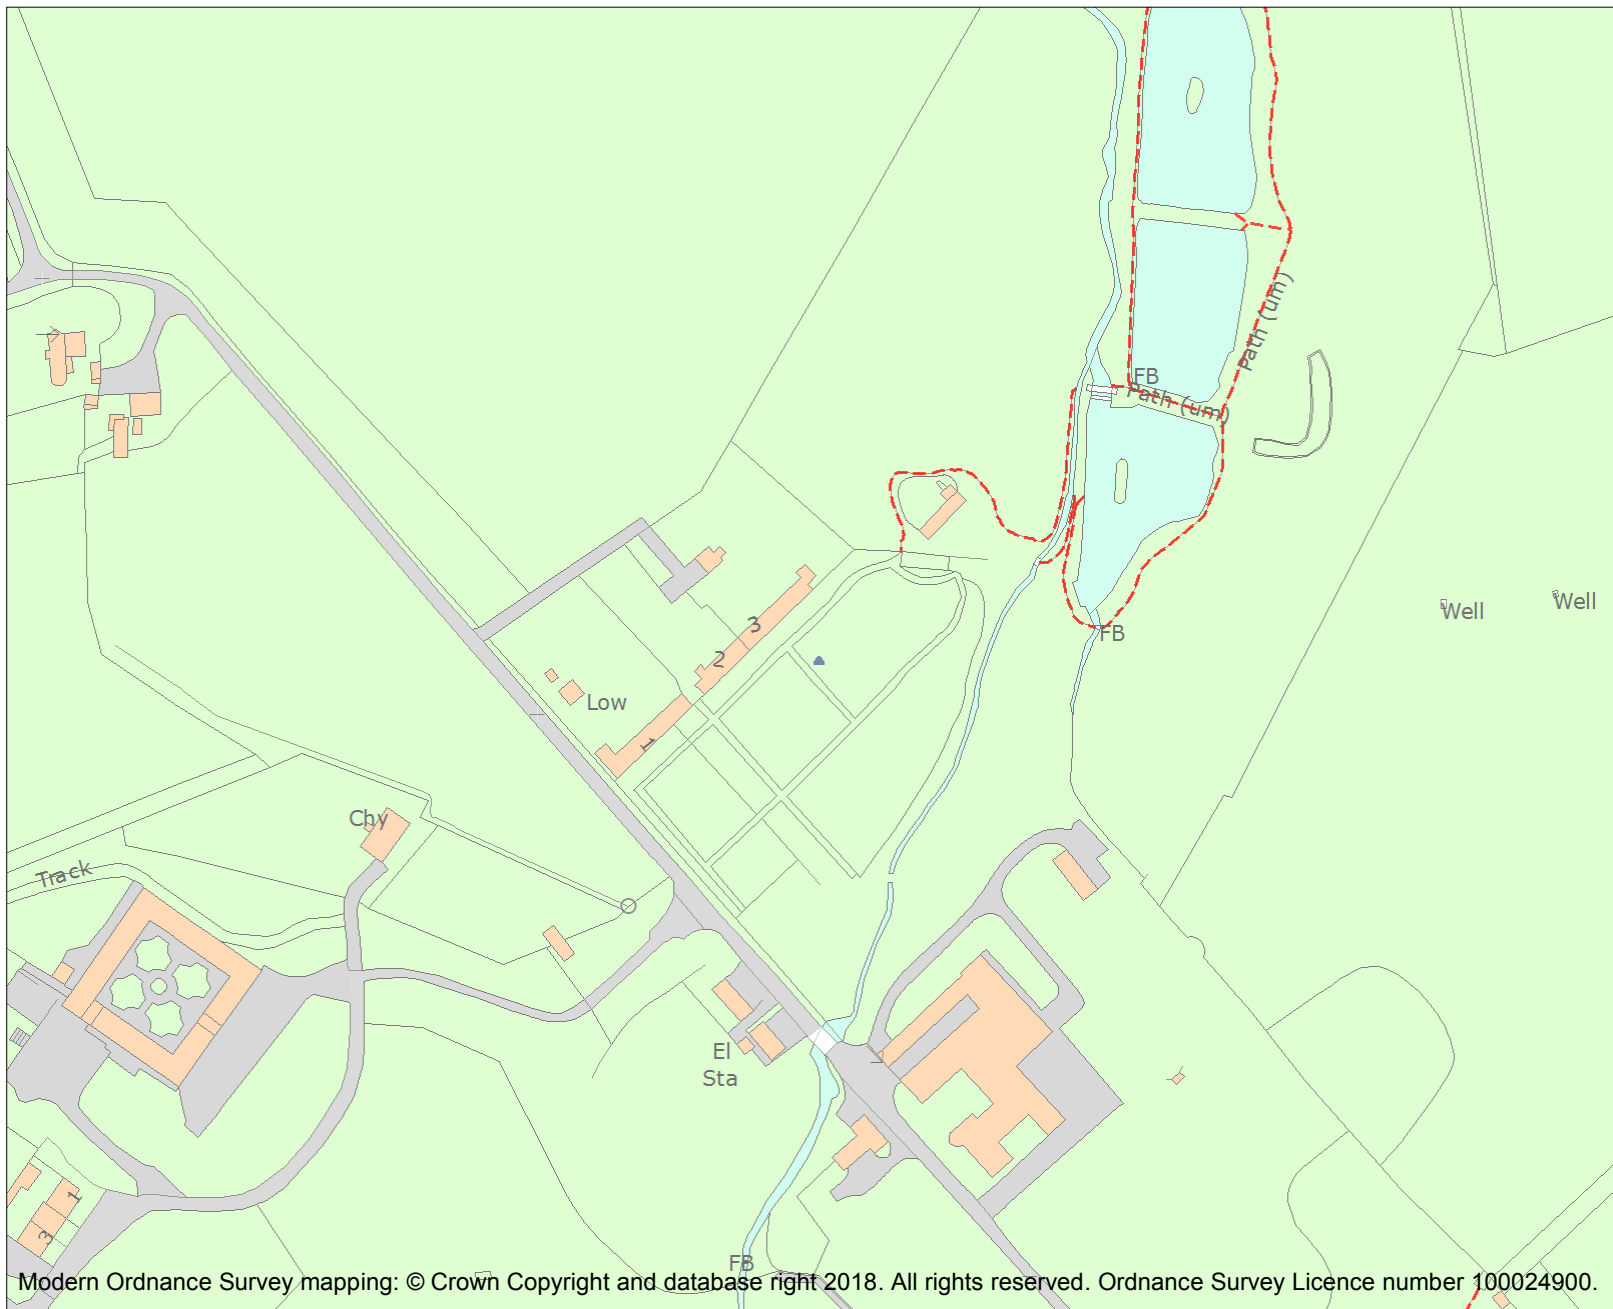 Path (um)
FB
Path (um)
Well
Well
FB
3
2
Low
1
Chy
Track
El
Sta
1
3
FB
Modern Ordnance Survey mapping: © Crown Copyright and database right 2018. All rights reserved. Ordnance Survey Licence number 100024900.